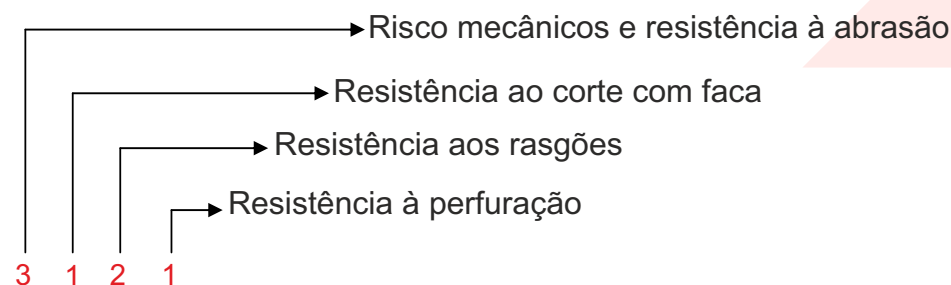 Risco mecânicos e resistência à abrasão
Resistência ao corte com faca
Resistência aos rasgões
Resistência à perfuração
3 1 2 1